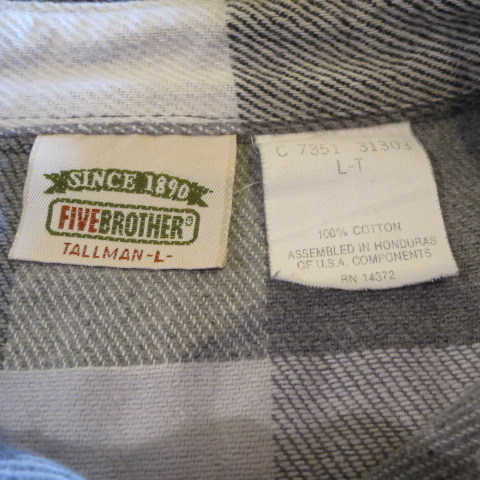 SINCE 1890
FIVEBROTHER®
TALLMAN-L-
C 7351 31303
L-T
100% COTTON
ASSEMBLED IN HONDURAS
OF U.S.A. COMPONENTS
RN 14372